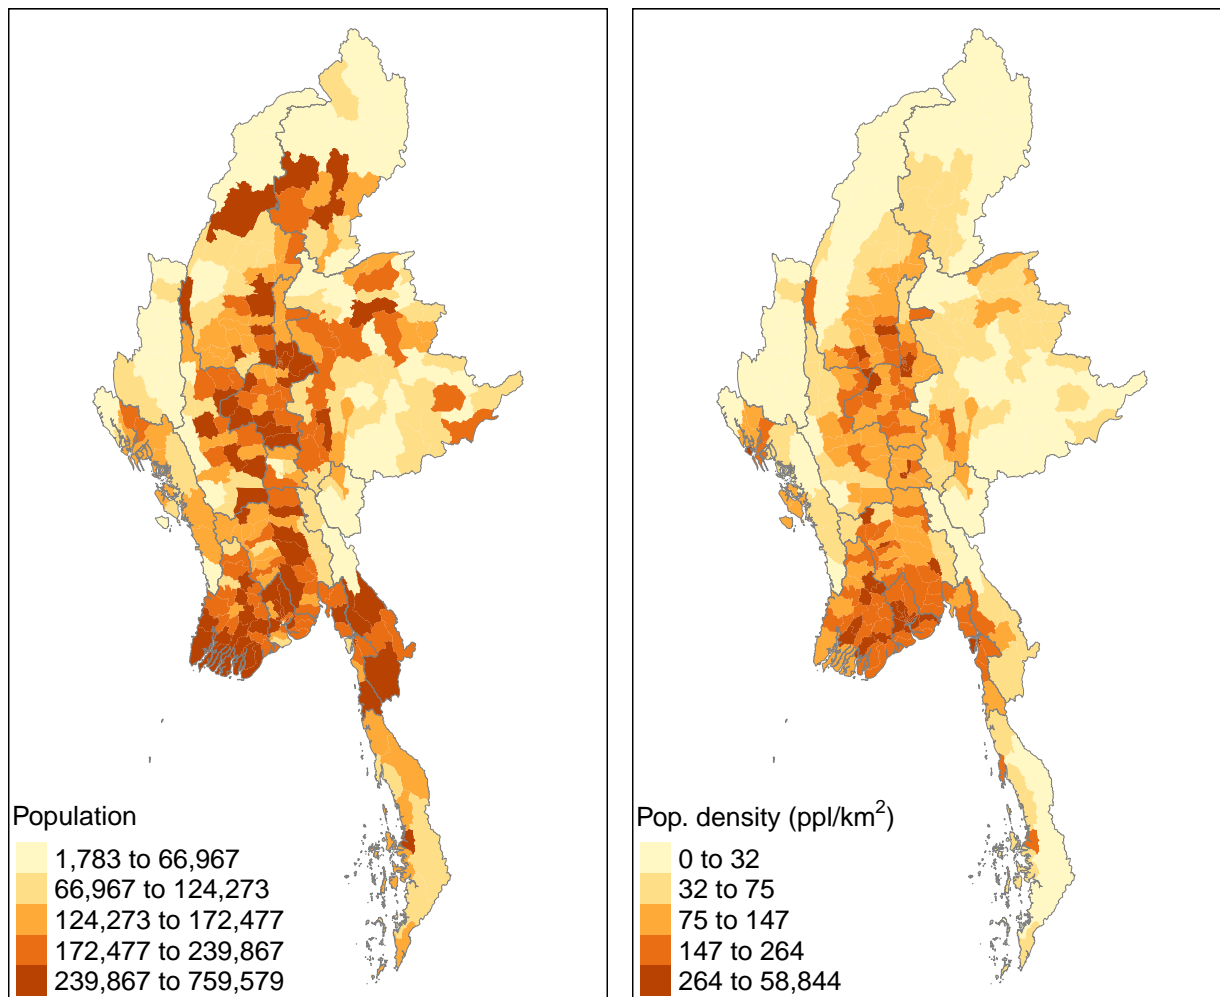 Population
1,783 to 66,967
66,967 to 124,273
124,273 to 172,477
172,477 to 239,867
239,867 to 759,579
Pop. density (ppl/km²)
0 to 32
32 to 75
75 to 147
147 to 264
264 to 58,844